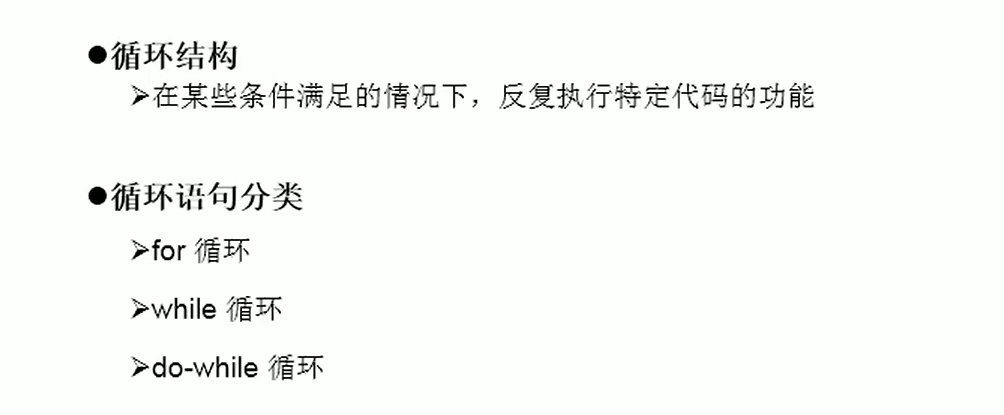 ●循环结构
➢在某些条件满足的情况下，反复执行特定代码的功能
●循环语句分类
➢for 循环
➢while 循环
➢do-while 循环